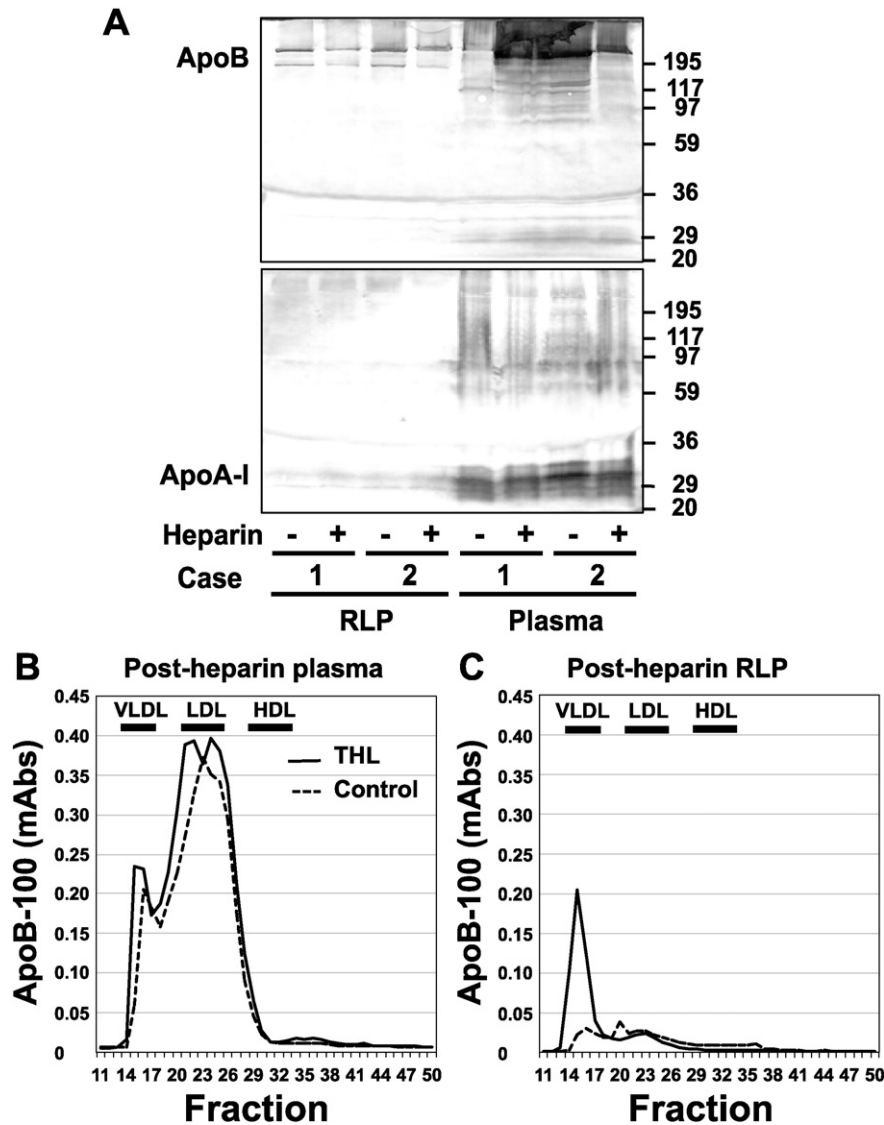 A
ApoB
195
117
97
59
36
29
20
195
117
97
59
36
ApoA-I
29
20
Heparin - + - + - + - +
Case 1 2 1 2
RLP Plasma
B Post-heparin plasma
0.45
0.40
0.35
0.30
0.25
0.20
0.15
0.10
0.05
0
ApoB-100 (mAbs)
VLDL LDL HDL
THL
Control
11 14 17 20 23 26 29 32 35 38 41 44 47 50
Fraction
C Post-heparin RLP
0.45
0.40
0.35
0.30
0.25
0.20
0.15
0.10
0.05
0
ApoB-100 (mAbs)
VLDL LDL HDL
11 14 17 20 23 26 29 32 35 38 41 44 47 50
Fraction